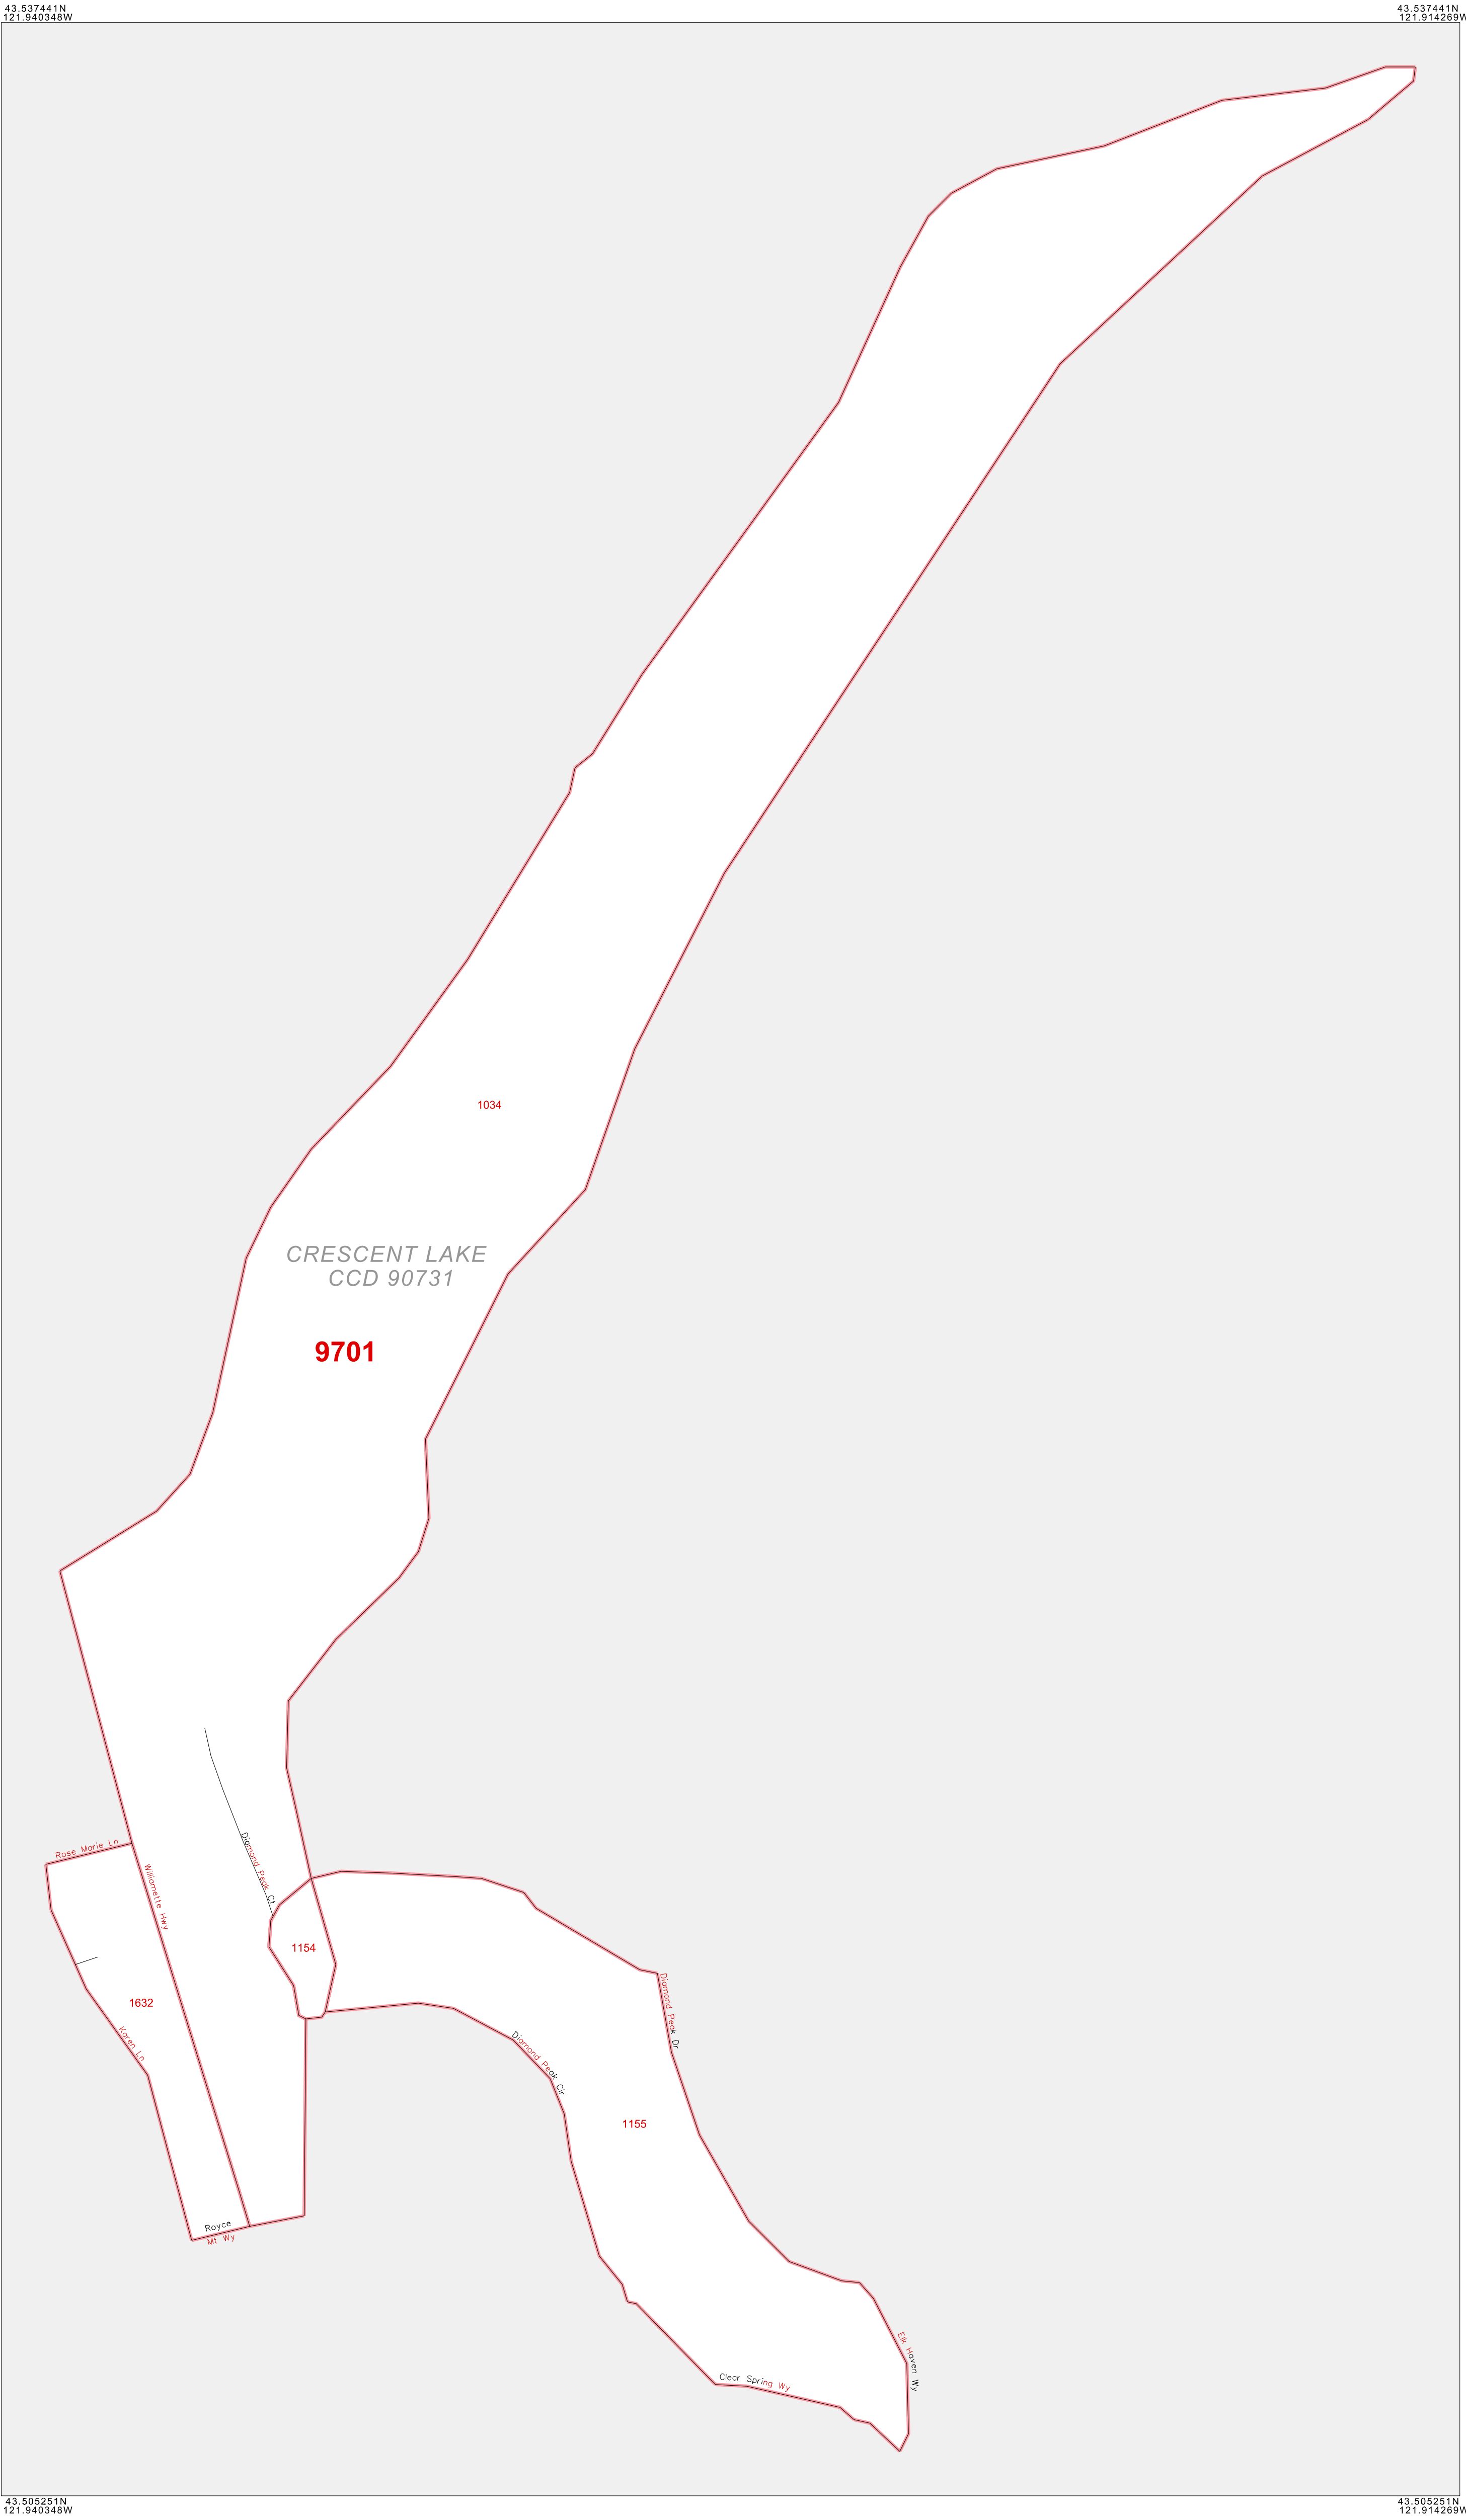 43.537441N
121.940348W
43.537441N
121.914269W
1034
CRESCENT LAKE
CCD 90731
9701
Rose Marie Ln
Williamette Hwy
Diamond Peak Ct
1154
1632
Karen Ln
Diamond Peak Dr
Diamond Peak Cir
1155
Royce
Mt Wy
Elk Haven Wy
Clear Spring Wy
43.505251N
121.940348W
43.505251N
121.914269W